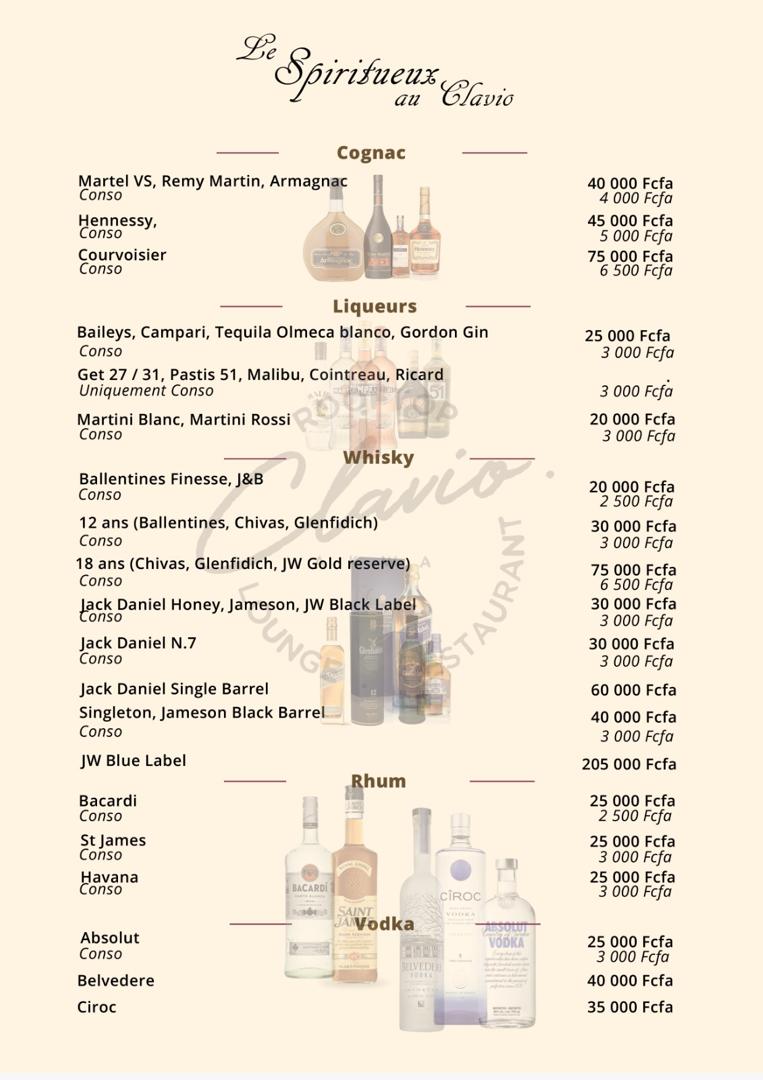 Le Spiritueux
au Clavio
Cognac
Martel VS, Remy Martin, Armagnac 40 000 Fcfa
Conso 4 000 Fcfa
Hennessy, 45 000 Fcfa
Conso 5 000 Fcfa
Courvoisier 75 000 Fcfa
Conso 6 500 Fcfa
Liqueurs
Baileys, Campari, Tequila Olmeca blanco, Gordon Gin 25 000 Fcfa
Conso 3 000 Fcfa
Get 27 / 31, Pastis 51, Malibu, Cointreau, Ricard
Uniquement Conso 3 000 Fcfa
Martini Blanc, Martini Rossi 20 000 Fcfa
Conso 3 000 Fcfa
ROOFTOP
Clavio.
LOUNGE RESTAURANT
Whisky
Ballentines Finesse, J&B 20 000 Fcfa
Conso 2 500 Fcfa
12 ans (Ballentines, Chivas, Glenfidich) 30 000 Fcfa
Conso 3 000 Fcfa
18 ans (Chivas, Glenfidich, JW Gold reserve) 75 000 Fcfa
Conso 6 500 Fcfa
Jack Daniel Honey, Jameson, JW Black Label 30 000 Fcfa
Conso 3 000 Fcfa
Jack Daniel N.7 30 000 Fcfa
Conso 3 000 Fcfa
Jack Daniel Single Barrel 60 000 Fcfa
Singleton, Jameson Black Barrel 40 000 Fcfa
Conso 3 000 Fcfa
JW Blue Label 205 000 Fcfa
Rhum
Bacardi 25 000 Fcfa
Conso 2 500 Fcfa
St James 25 000 Fcfa
Conso 3 000 Fcfa
Havana 25 000 Fcfa
Conso 3 000 Fcfa
BACARDI
SAINT JAMES
Vodka
Absolut 25 000 Fcfa
Conso 3 000 Fcfa
Belvedere 40 000 Fcfa
Ciroc 35 000 Fcfa
BELVEDERE
VODKA
CÎROC
VODKA
ABSOLUT
VODKA